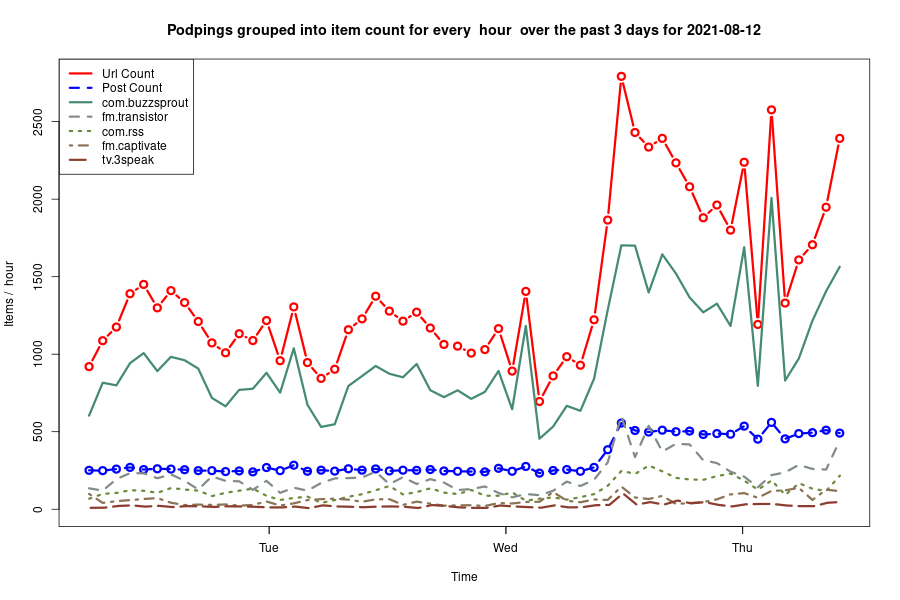 Podpings grouped into item count for every  hour  over the past 3 days for 2021-08-12
Url Count
Post Count
com.buzzsprout
fm.transistor
com.rss
fm.captivate
tv.3speak
Items /  hour
2500
2000
1500
1000
500
0
Tue
Wed
Thu
Time